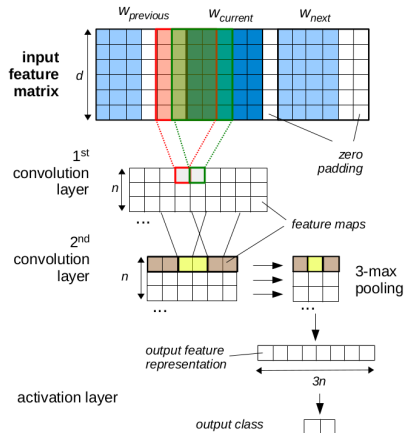 w_previous w_current w_next
input
feature
matrix
d
zero
padding
1st
convolution
layer
n
...
feature maps
2nd
convolution
layer
n
3-max
pooling
...
...
output feature
representation
3n
activation layer
output class